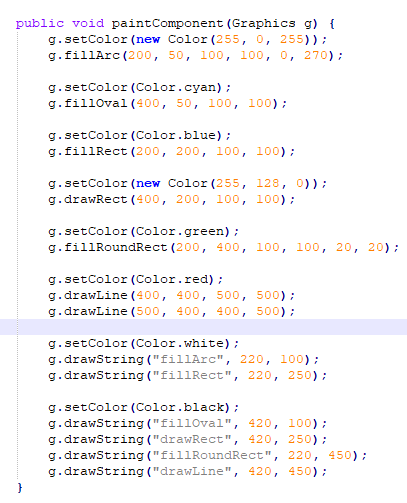 public void paintComponent(Graphics g) {
g.setColor(new Color(255, 0, 255));
g.fillArc(200, 50, 100, 100, 0, 270);
g.setColor(Color.cyan);
g.fillOval(400, 50, 100, 100);
g.setColor(Color.blue);
g.fillRect(200, 200, 100, 100);
g.setColor(new Color(255, 128, 0));
g.drawRect(400, 200, 100, 100);
g.setColor(Color.green);
g.fillRoundRect(200, 400, 100, 100, 20, 20);
g.setColor(Color.red);
g.drawLine(400, 400, 500, 500);
g.drawLine(500, 400, 400, 500);
g.setColor(Color.white);
g.drawString("fillArc", 220, 100);
g.drawString("fillRect", 220, 250);
g.setColor(Color.black);
g.drawString("fillOval", 420, 100);
g.drawString("drawRect", 420, 250);
g.drawString("fillRoundRect", 220, 450);
g.drawString("drawLine", 420, 450);
}